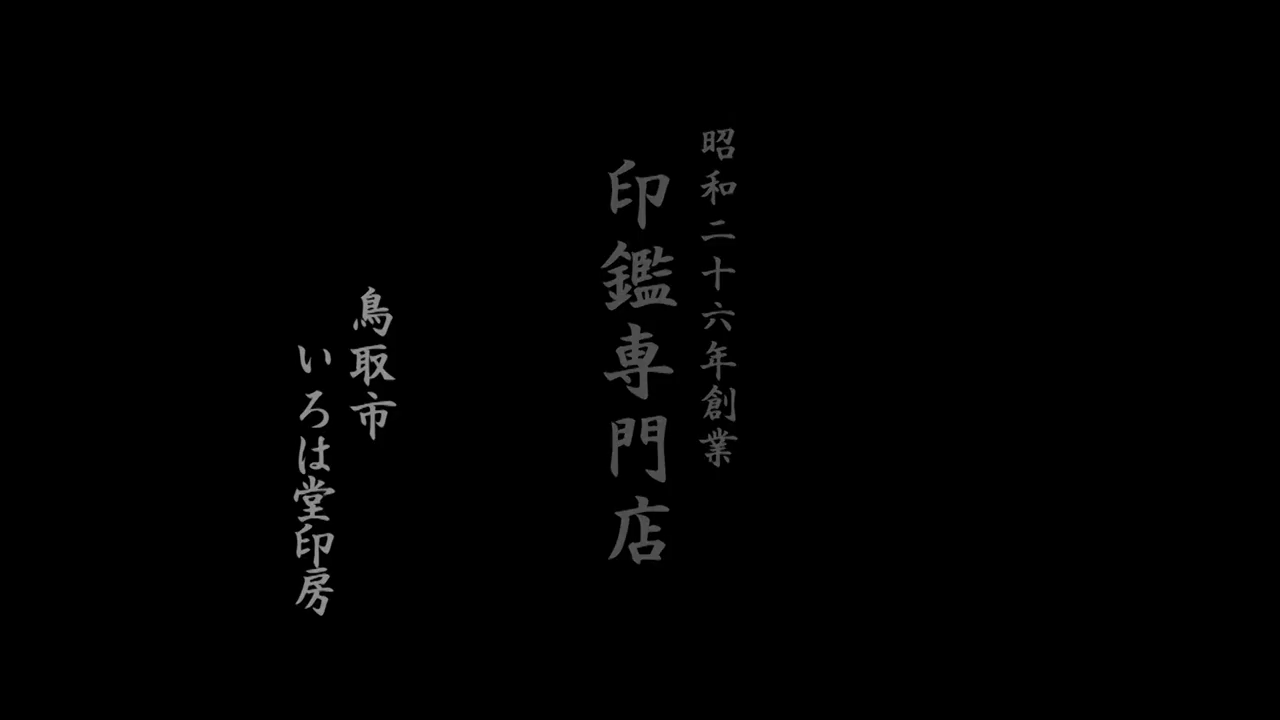 昭和二十六年創業
印鑑専門店
鳥取市
いろは堂印房